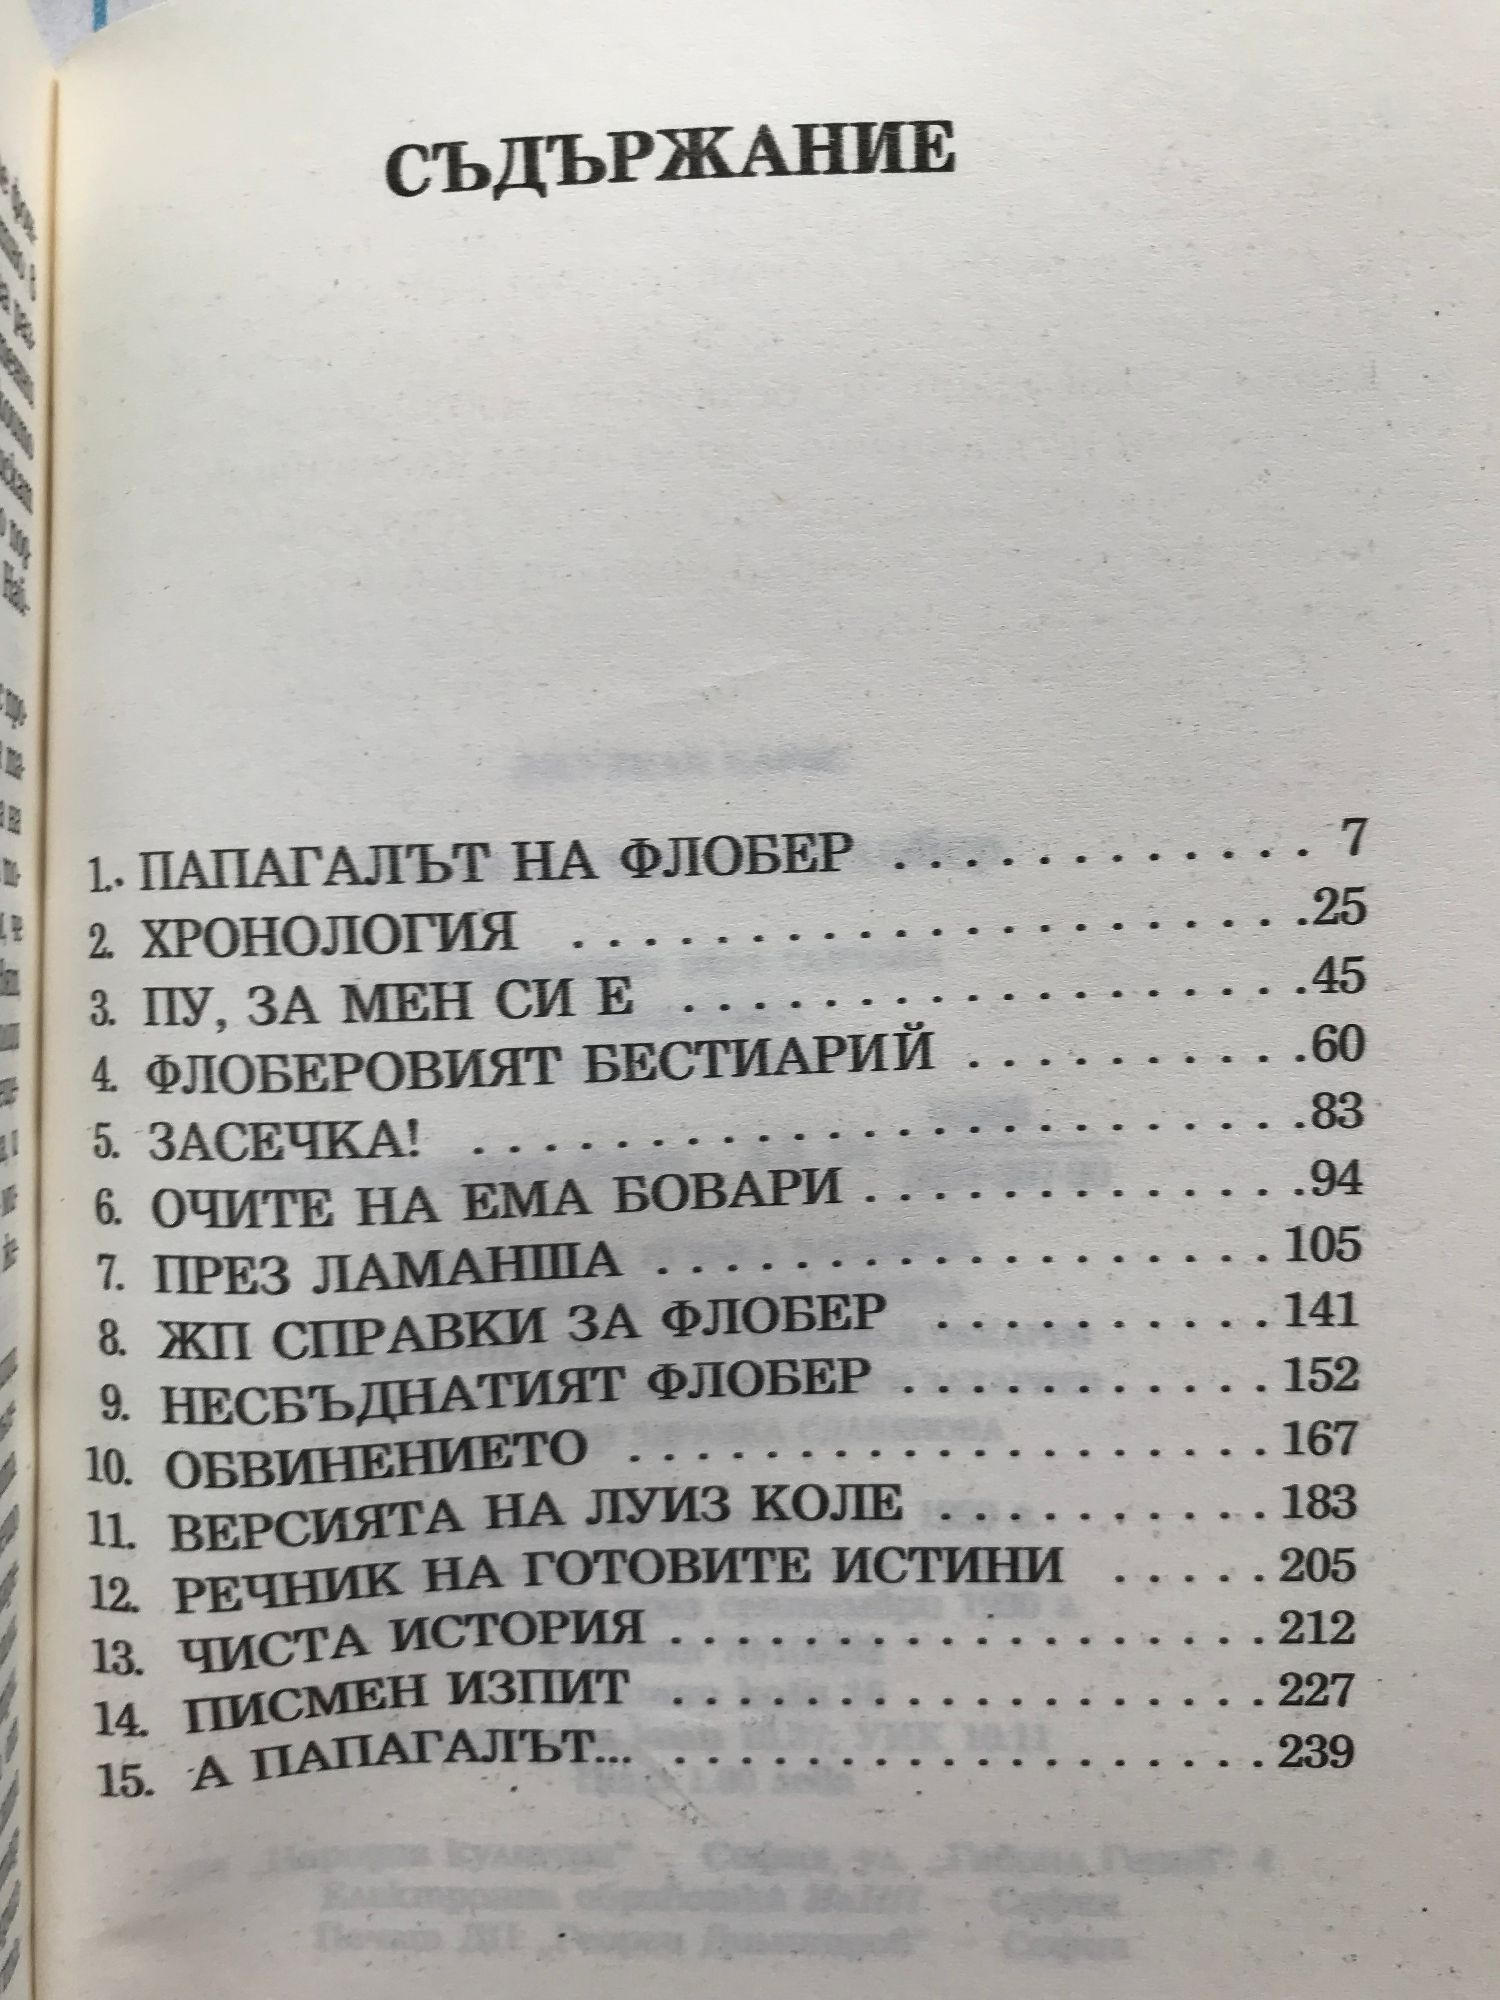 СЪДЪРЖАНИЕ
1. ПАПАГАЛЪТ НА ФЛОБЕР . . . . . . . . . . . . 7
2. ХРОНОЛОГИЯ . . . . . . . . . . . . . . . . . . . . . 25
3. ПУ, ЗА МЕН СИ Е . . . . . . . . . . . . . . . . . . 45
4. ФЛОБЕРОВИЯТ БЕСТИАРИЙ . . . . . . . . . . 60
5. ЗАСЕЧКА! . . . . . . . . . . . . . . . . . . . . . . . . 83
6. ОЧИТЕ НА ЕМА БОВАРИ . . . . . . . . . . . . . 94
7. ПРЕЗ ЛАМАНША . . . . . . . . . . . . . . . . . . 105
8. ЖП СПРАВКИ ЗА ФЛОБЕР . . . . . . . . . . 141
9. НЕСБЪДНАТИЯТ ФЛОБЕР . . . . . . . . . . . 152
10. ОБВИНЕНИЕТО . . . . . . . . . . . . . . . . . . . 167
11. ВЕРСИЯТА НА ЛУИЗ КОЛЕ . . . . . . . . . . 183
12. РЕЧНИК НА ГОТОВИТЕ ИСТИНИ . . . . . 205
13. ЧИСТА ИСТОРИЯ . . . . . . . . . . . . . . . . . 212
14. ПИСМЕН ИЗПИТ . . . . . . . . . . . . . . . . . 227
15. А ПАПАГАЛЪТ... . . . . . . . . . . . . . . . . . . 239